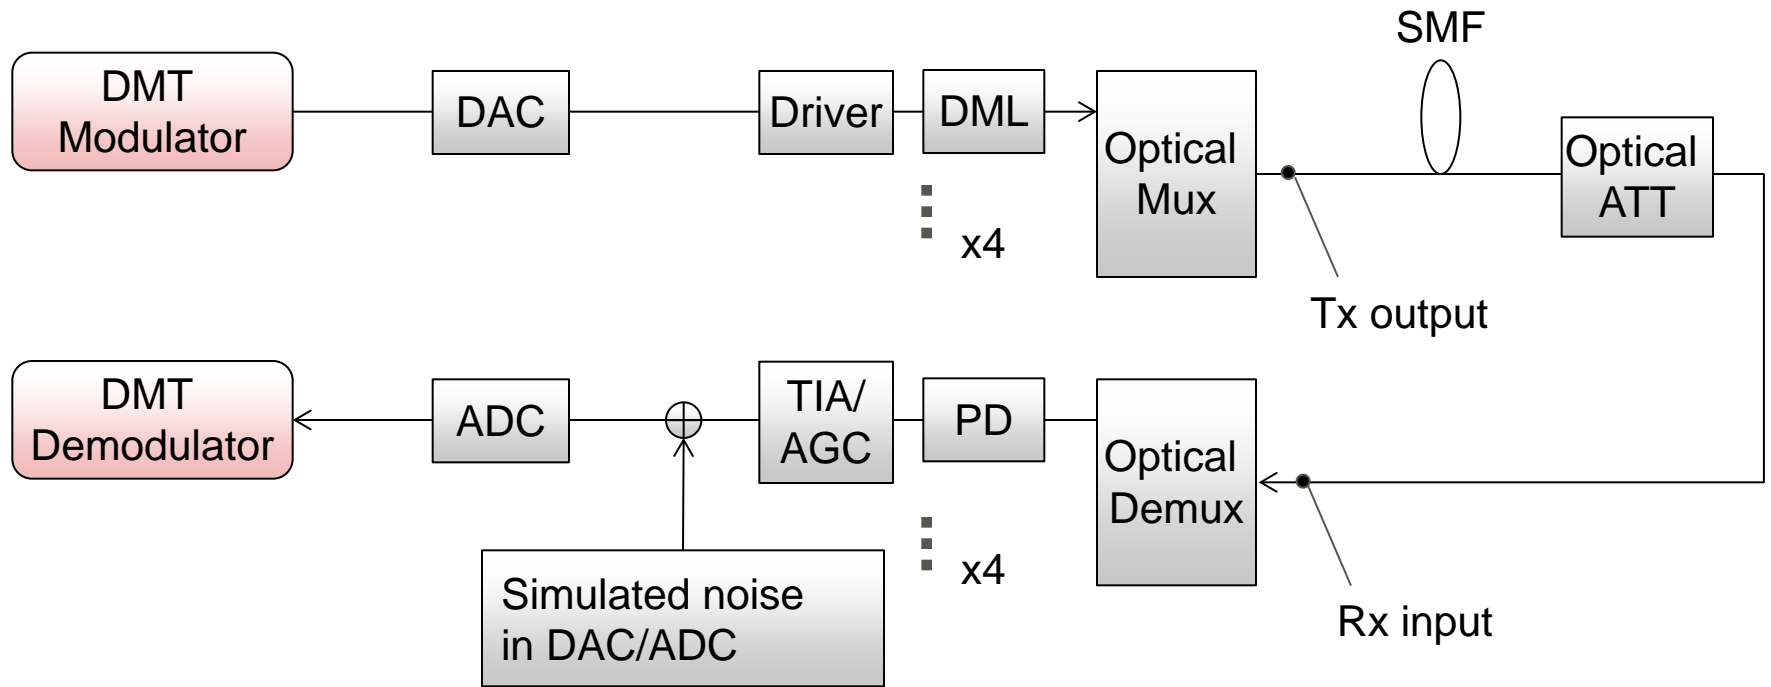 SMF
DMT
Modulator
DAC
Driver
DML
Optical
Mux
Optical
ATT
x4
Tx output
DMT
Demodulator
ADC
TIA/
AGC
PD
Optical
Demux
x4
Simulated noise
in DAC/ADC
Rx input